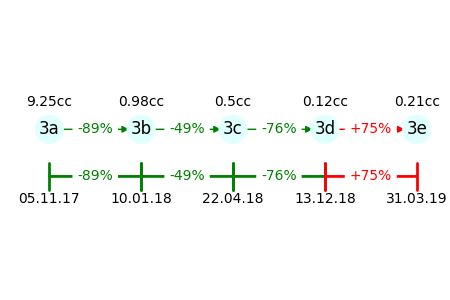 9.25cc 0.98cc 0.5cc 0.12cc 0.21cc
3a -89% 3b -49% 3c -76% 3d +75% 3e
-89% -49% -76% +75%
05.11.17 10.01.18 22.04.18 13.12.18 31.03.19